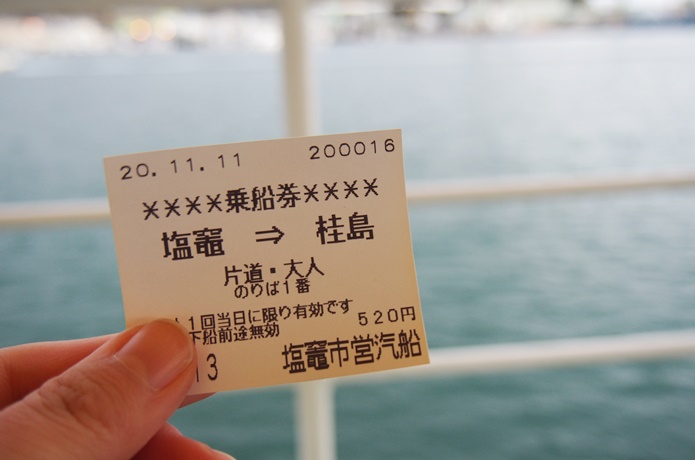 20.11.11 200016
****乗船券****
塩竈 ⇒ 桂島
片道・大人
のりば1番
1回当日に限り有効です
下船前途無効 520円
13 塩竈市営汽船